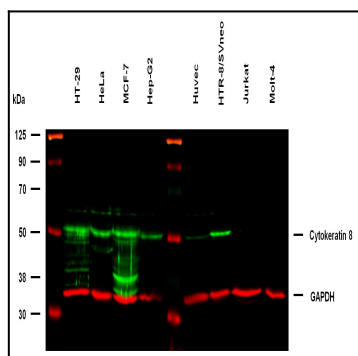 kDa
HT-29
HeLa
MCF-7
Hep-G2
Huvec
HTR-8/SVneo
Jurkat
Molt-4
125
90
70
50
38
30
Cytokeratin 8
GAPDH